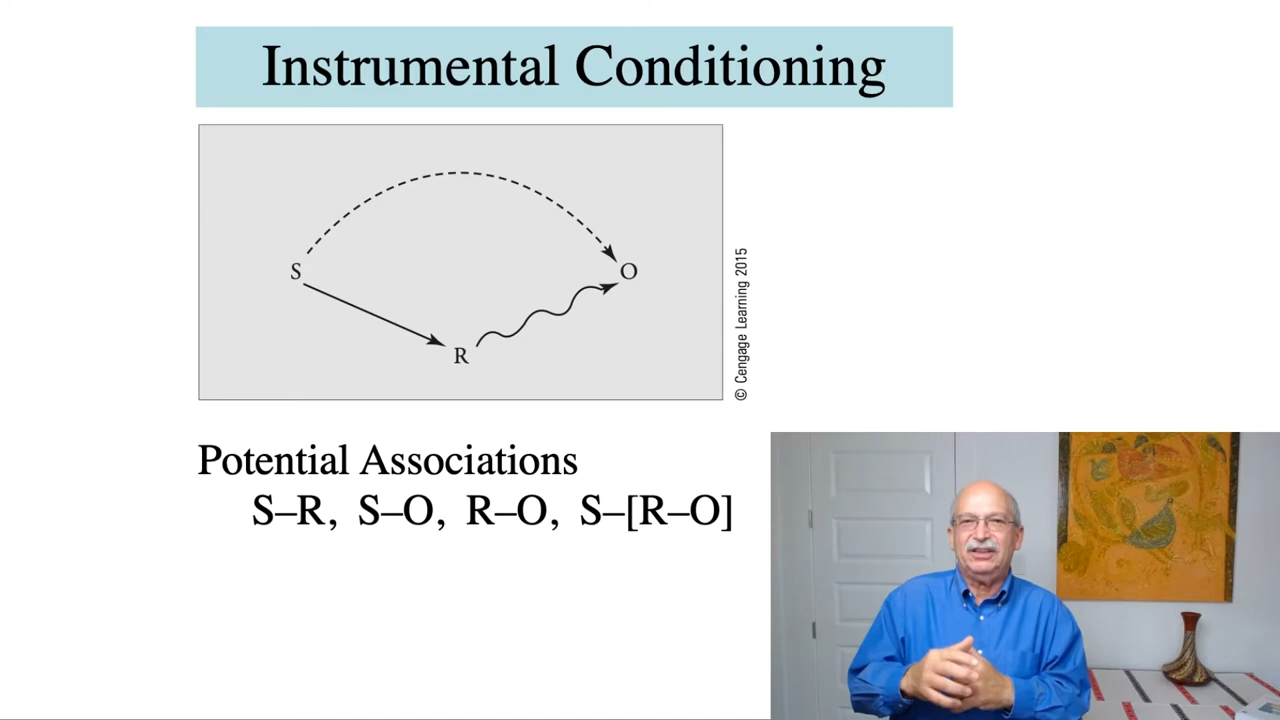 Instrumental Conditioning
S
O
R
© Cengage Learning 2015
Potential Associations
S–R, S–O, R–O, S–[R–O]